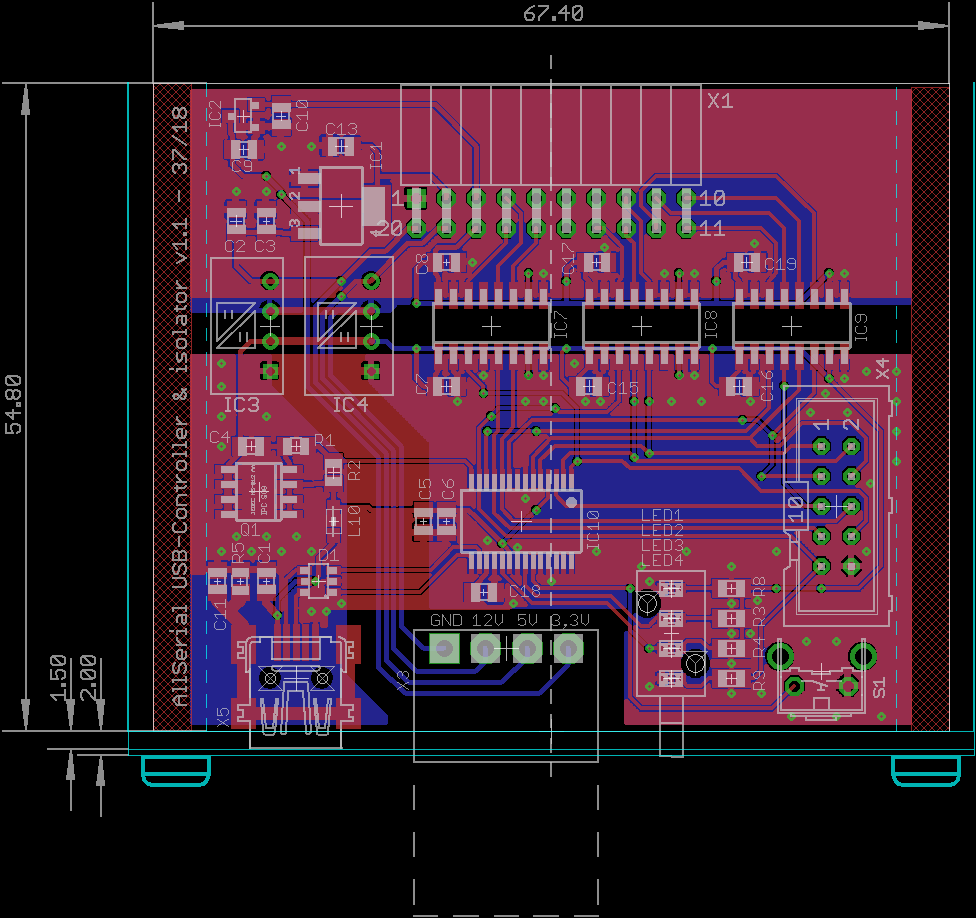 67.40
54.80
1.50
2.00
AllSerial USB-Controller & isolator v1.1 - 37/18
IC2
C10
C9
C13
IC1
1
2
3
C2
C3
X1
1
10
20
11
C8
C17
C19
IC7
IC8
IC9
IC3
IC4
C7
C15
C16
X4
1
2
10
C4
R1
R2
Q1
L10
C5
C6
IC10
LED1
LED2
LED3
LED4
C11
R5
C1
D1
C18
GND 12V 5V 3,3V
X3
R8
R3
R4
R9
S1
X5